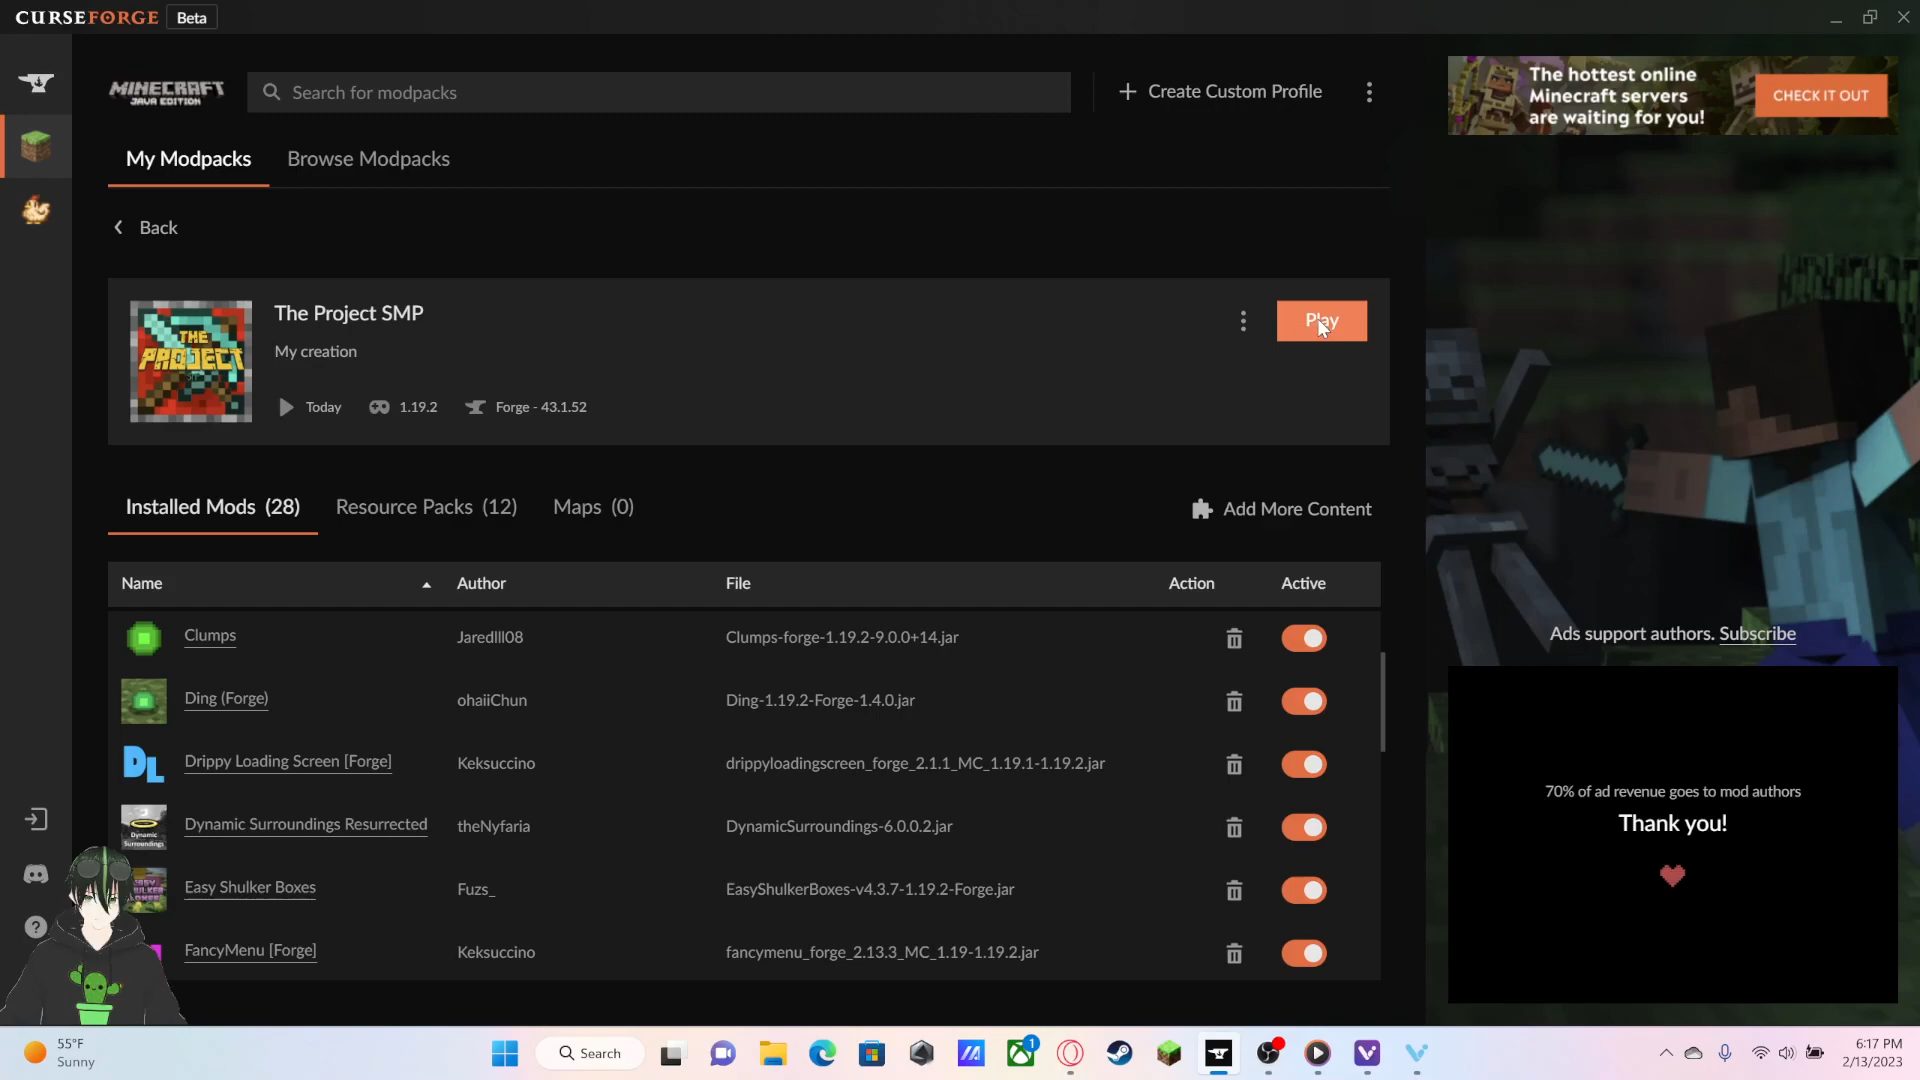 CURSEFORGE Beta
MINECRAFT
JAVA EDITION
Search for modpacks
Create Custom Profile
The hottest online
Minecraft servers
are waiting for you!
CHECK IT OUT
My Modpacks Browse Modpacks
Back
THE
PROJECT
The Project SMP
My creation
Today 1.19.2 Forge - 43.1.52
Play
Installed Mods (28) Resource Packs (12) Maps (0)
Add More Content
Name Author File Action Active
Clumps Jaredlll08 Clumps-forge-1.19.2-9.0.0+14.jar
Ding (Forge) ohaiiChun Ding-1.19.2-Forge-1.4.0.jar
DL Drippy Loading Screen [Forge] Keksuccino drippyloadingscreen_forge_2.1.1_MC_1.19.1-1.19.2.jar
Dynamic
Surroundings
Dynamic Surroundings Resurrected theNyfaria DynamicSurroundings-6.0.0.2.jar
Easy Shulker Boxes Fuzs_ EasyShulkerBoxes-v4.3.7-1.19.2-Forge.jar
FancyMenu [Forge] Keksuccino fancymenu_forge_2.13.3_MC_1.19-1.19.2.jar
Ads support authors. Subscribe
70% of ad revenue goes to mod authors
Thank you!
55°F
Sunny
Search
1
6:17 PM
2/13/2023